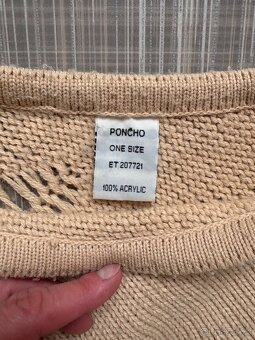 PONCHO
ONE SIZE
ET 207721
100% ACRYLIC